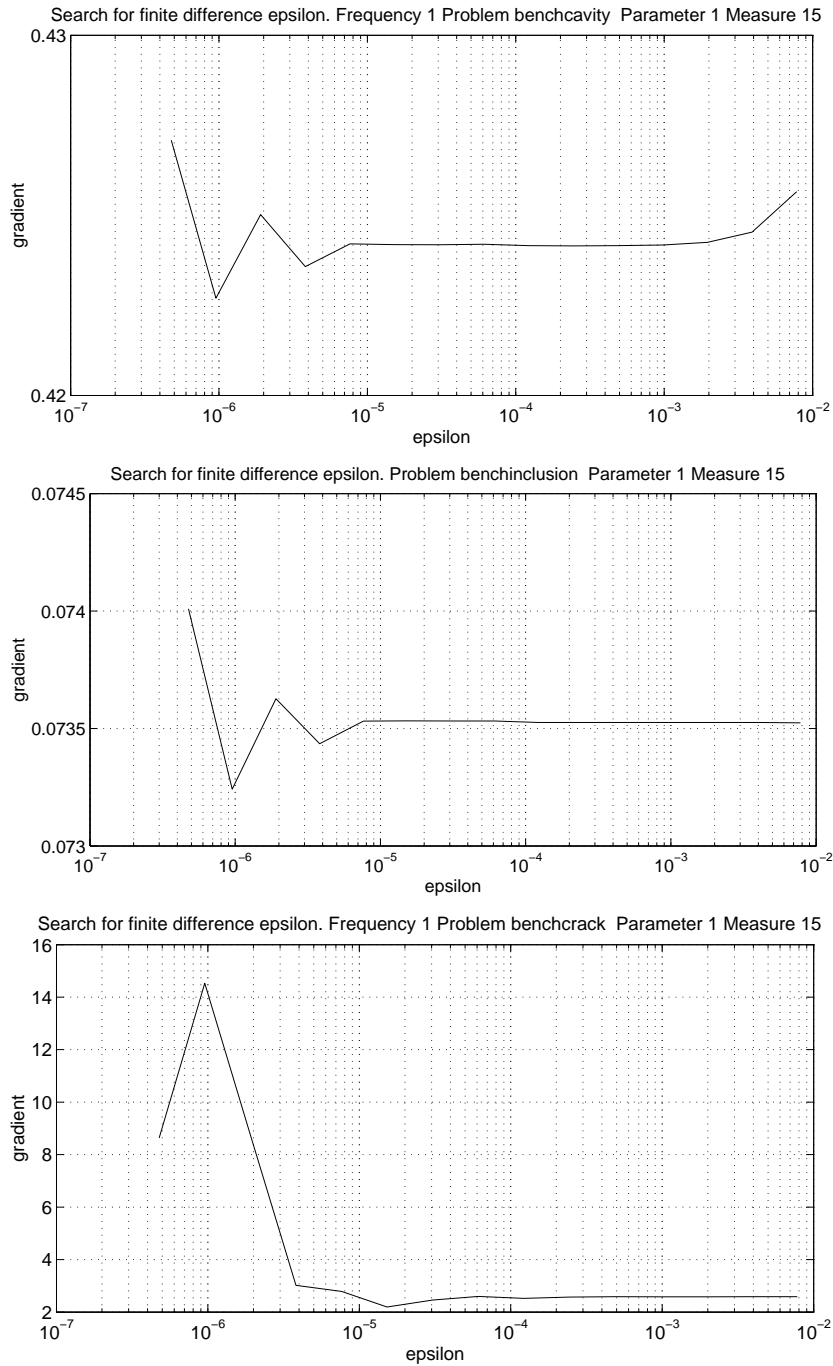 Search for finite difference epsilon. Frequency 1 Problem benchcavity  Parameter 1 Measure 15
0.43
gradient
0.42
10^-7 10^-6 10^-5 10^-4 10^-3 10^-2
epsilon
Search for finite difference epsilon. Problem benchinclusion  Parameter 1 Measure 15
0.0745
0.074
gradient
0.0735
0.073
10^-7 10^-6 10^-5 10^-4 10^-3 10^-2
epsilon
Search for finite difference epsilon. Frequency 1 Problem benchcrack  Parameter 1 Measure 15
16
14
12
10
gradient
8
6
4
2
10^-7 10^-6 10^-5 10^-4 10^-3 10^-2
epsilon